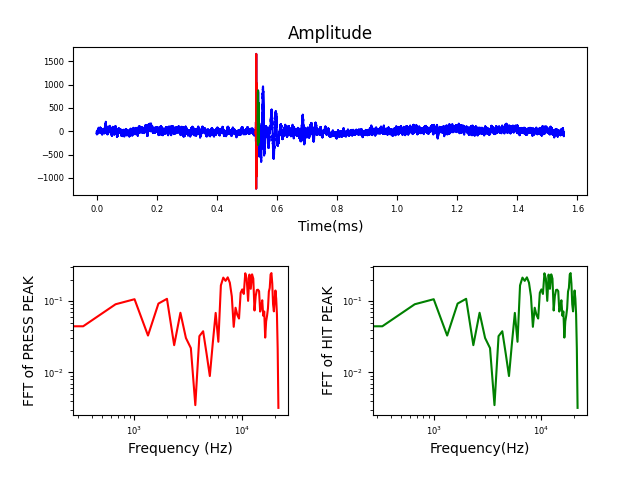 Amplitude
1500
1000
500
0
−500
−1000
0.0 0.2 0.4 0.6 0.8 1.0 1.2 1.4 1.6
Time(ms)
FFT of PRESS PEAK
10⁻¹
10⁻²
10³ 10⁴
Frequency (Hz)
FFT of HIT PEAK
10⁻¹
10⁻²
10³ 10⁴
Frequency(Hz)